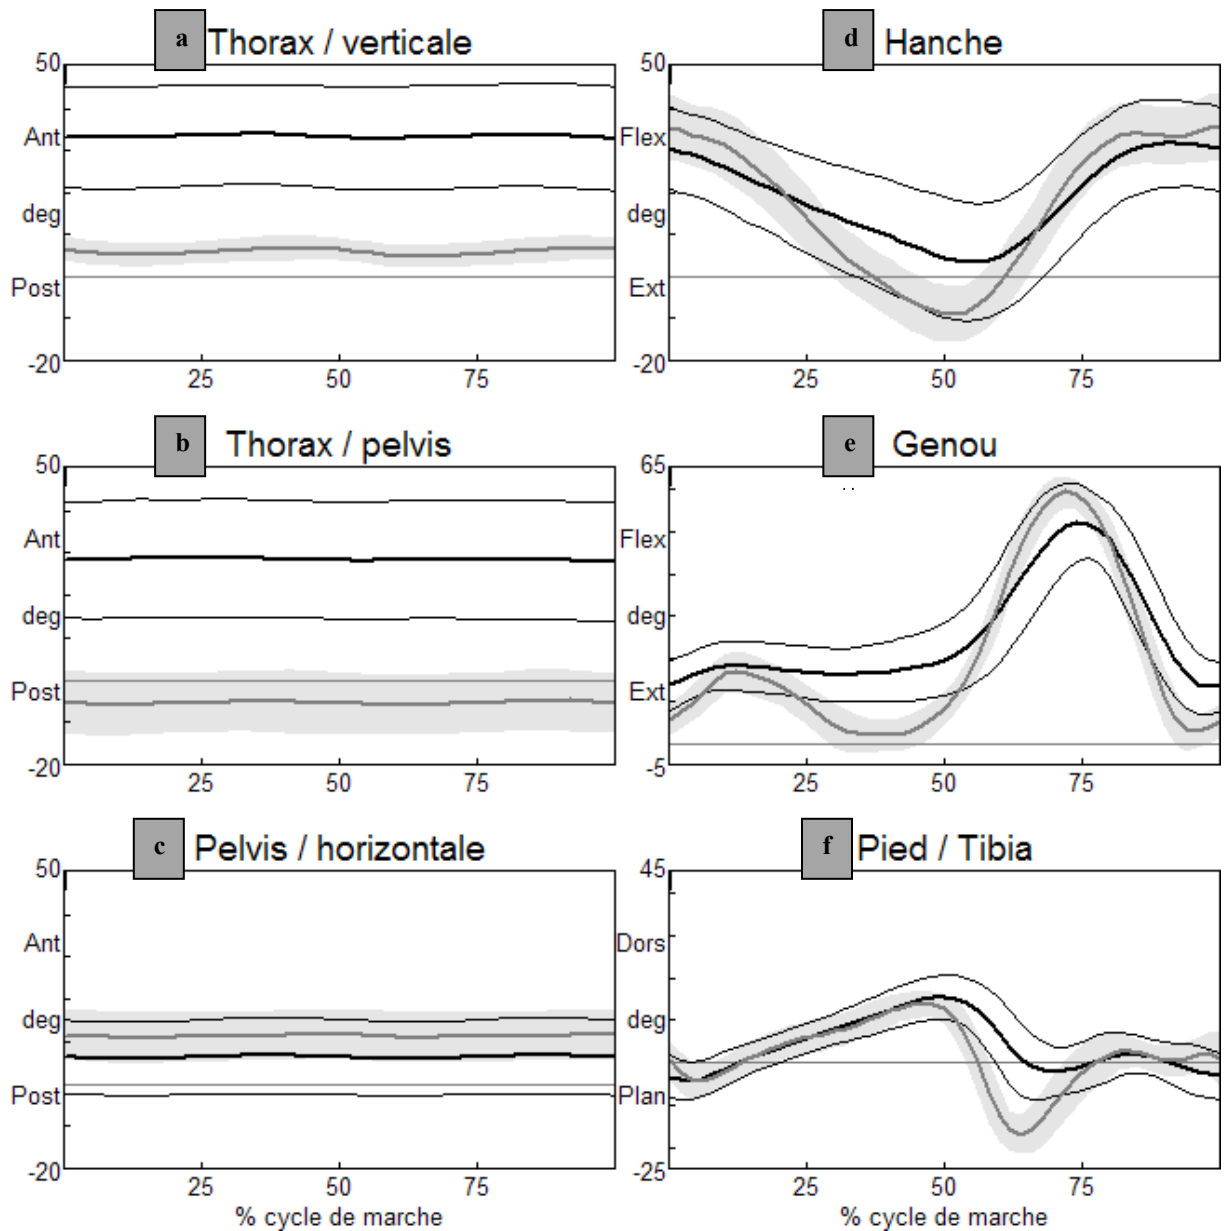 a Thorax / verticale
50
Ant
deg
Post
-20
25 50 75
d Hanche
50
Flex
deg
Ext
-20
25 50 75
b Thorax / pelvis
50
Ant
deg
Post
-20
25 50 75
e Genou
65
Flex
deg
Ext
-5
25 50 75
c Pelvis / horizontale
50
Ant
deg
Post
-20
25 50 75
% cycle de marche
f Pied / Tibia
45
Dors
deg
Plan
-25
25 50 75
% cycle de marche